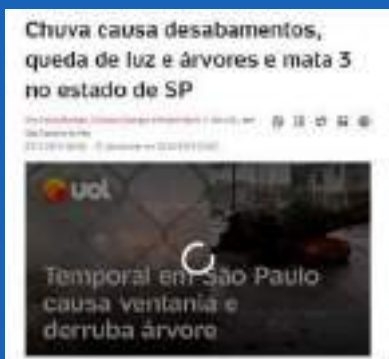 Chuva causa desabamentos,
queda de luz e árvores e mata 3
no estado de SP
UOL
Temporal em São Paulo
causa ventania e
derruba árvore